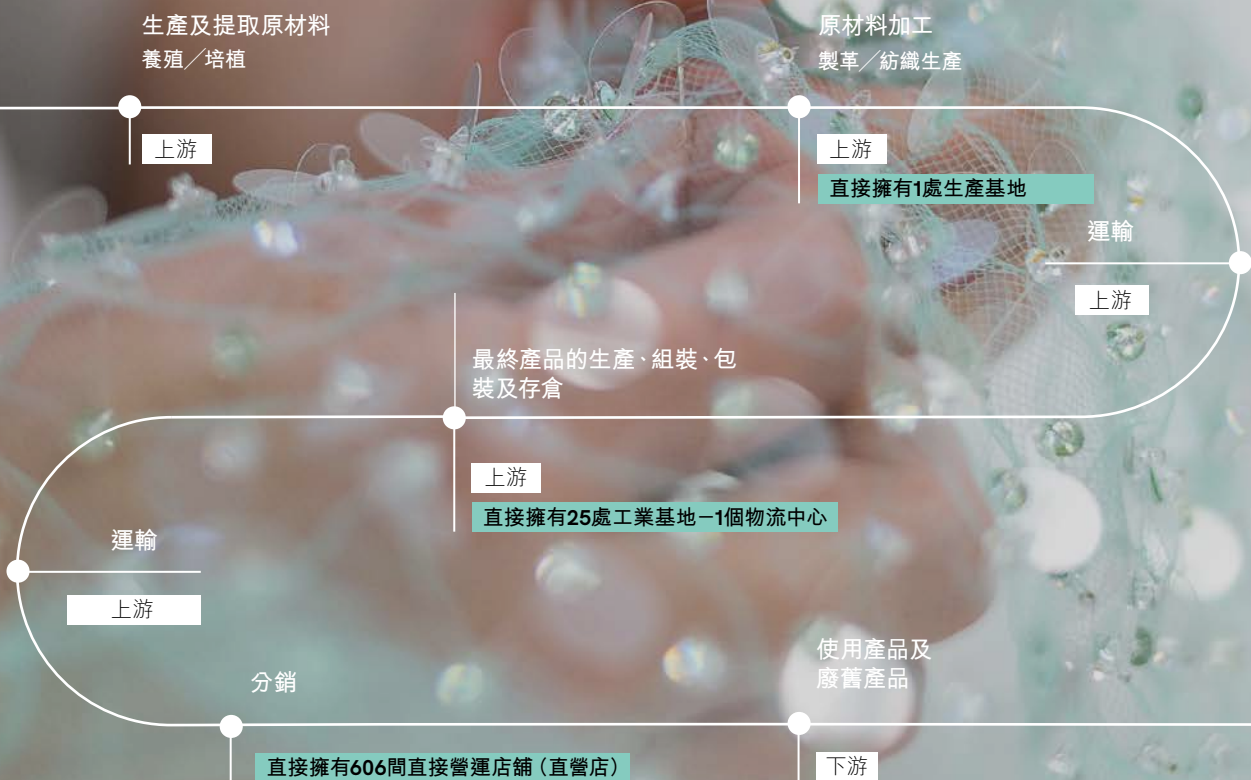 生產及提取原材料
養殖／培植
上游
原材料加工
製革／紡織生產
上游
直接擁有1處生產基地
運輸
上游
最終產品的生產、組裝、包
裝及存倉
上游
直接擁有25處工業基地－1個物流中心
運輸
上游
分銷
直接擁有606間直接營運店舖（直營店）
使用產品及
廢舊產品
下游